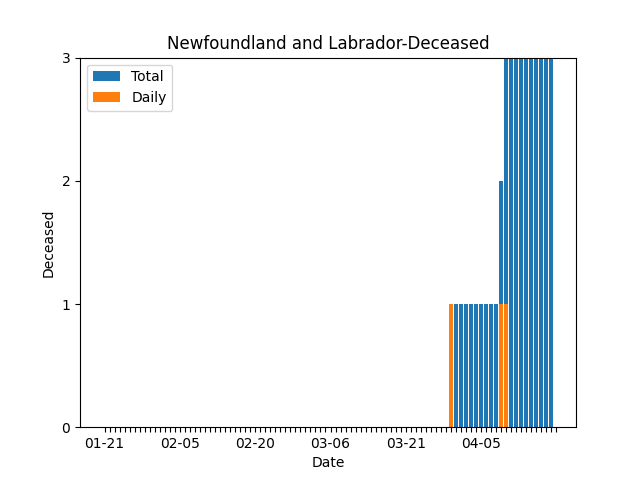 Newfoundland and Labrador-Deceased
Total
Daily
Deceased
3
2
1
0
01-21 02-05 02-20 03-06 03-21 04-05
Date